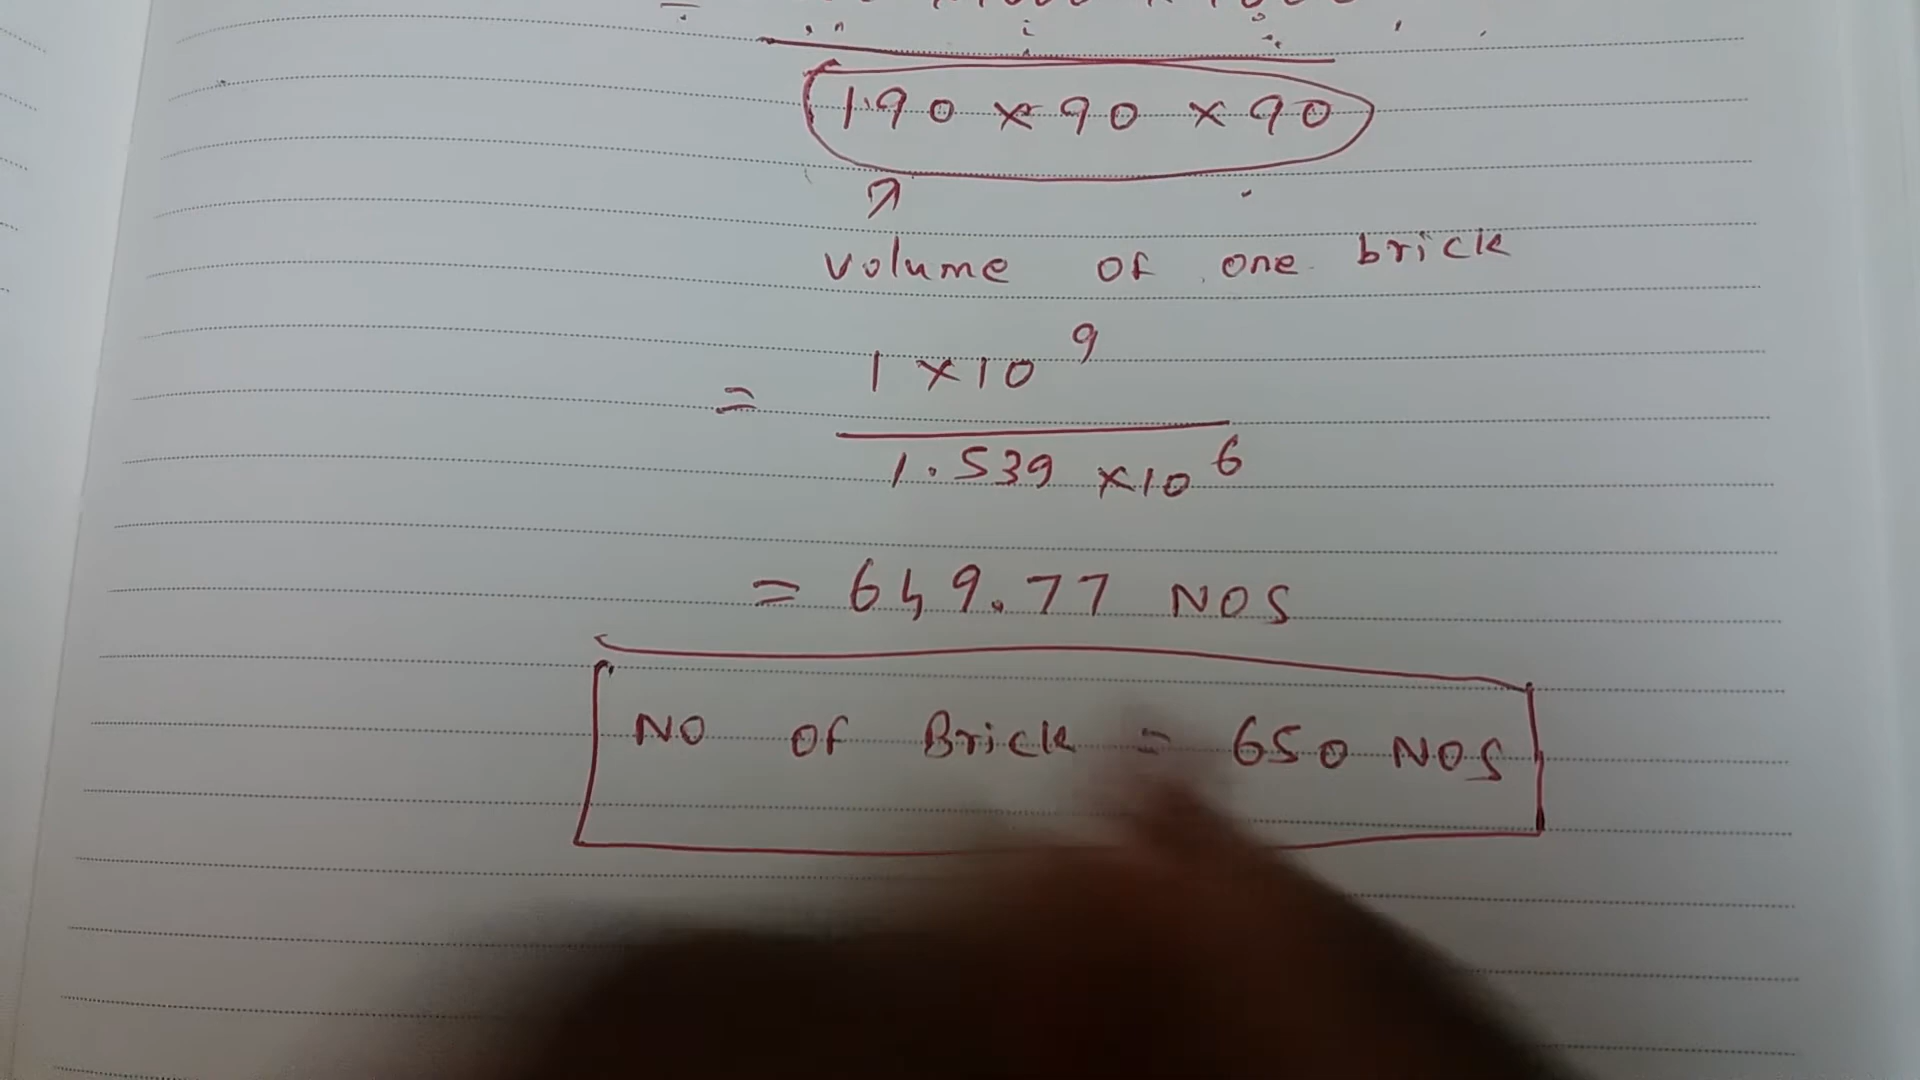 190 × 90 × 90
volume of one brick
1 × 10⁹
=
1.539 × 10⁶
= 649.77 NOS
NO of Brick = 650 NOS